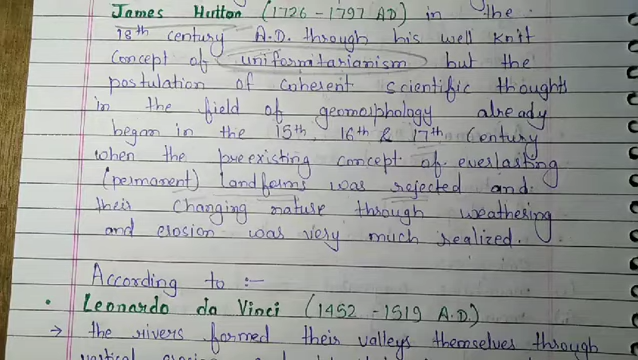 James Hutton (1726 - 1797 AD) in the
18th century A.D. through his well knit
concept of uniformitarianism but the
postulation of coherent scientific thoughts
in the field of geomorphology already
began in the 15th, 16th & 17th century
when the preexisting concept of everlasting
(permanent) landforms was rejected and
their changing nature through weathering
and erosion was very much realized.
According to :-
• Leonardo da Vinci (1452 - 1519 A.D.)
→ the rivers formed their valleys themselves through
vertical erosion